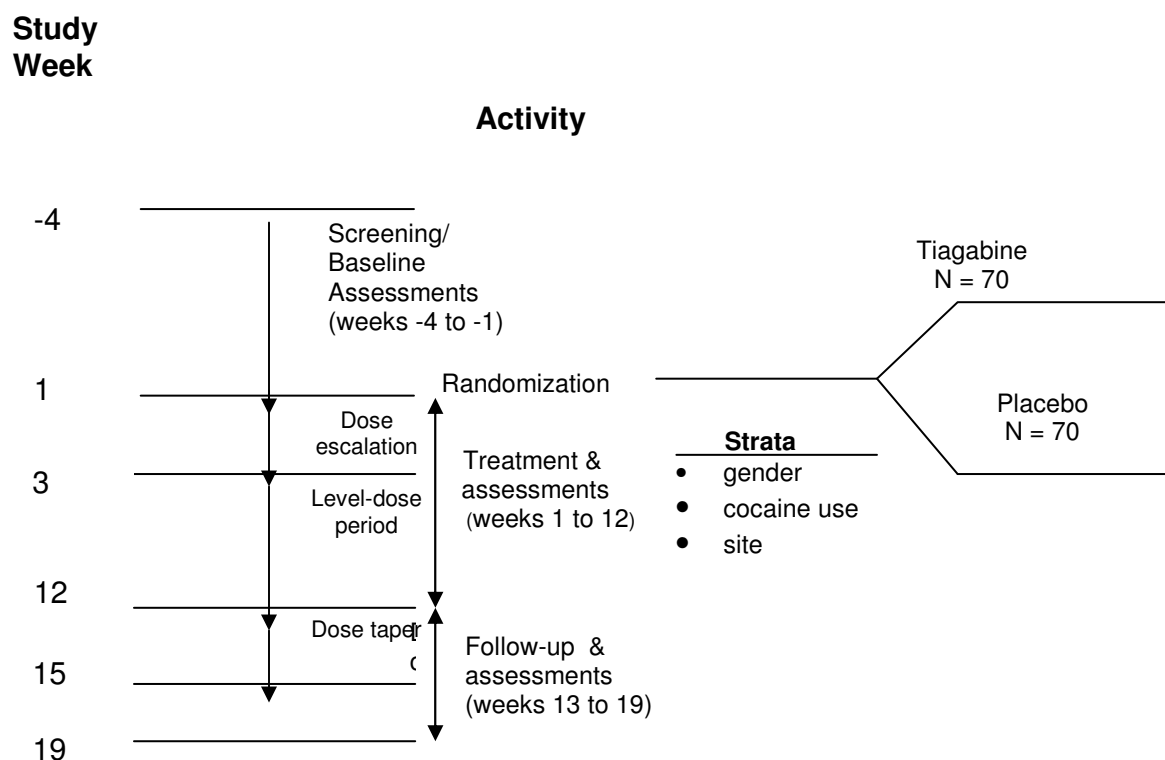 Study
Week
Activity
-4
Screening/
Baseline
Assessments
(weeks -4 to -1)
Tiagabine
N = 70
1
Randomization
Dose
escalation
Placebo
N = 70
3
Treatment &
assessments
(weeks 1 to 12)
Strata
• gender
• cocaine use
• site
Level-dose
period
12
Dose taper
15
Follow-up &
assessments
(weeks 13 to 19)
19